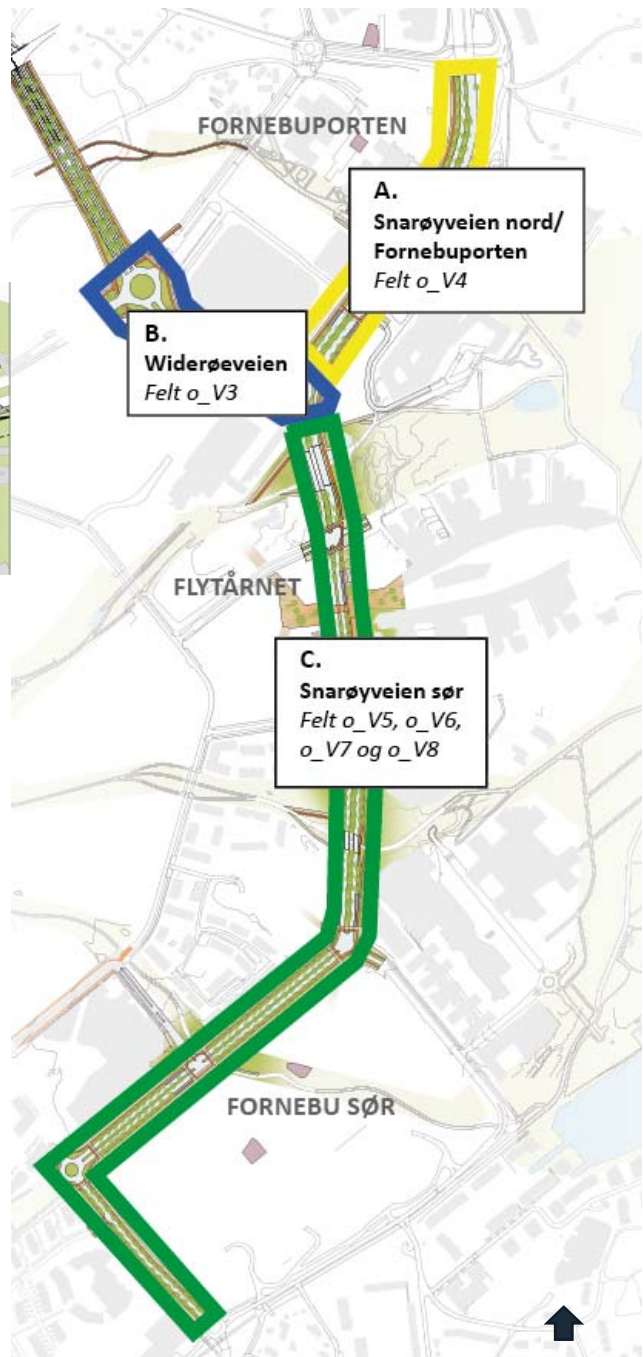 FORNEBUPORTEN
A.
Snarøyveien nord/
Fornebuporten
Felt o_V4
B.
Widerøeveien
Felt o_V3
FLYTÅRNET
C.
Snarøyveien sør
Felt o_V5, o_V6,
o_V7 og o_V8
FORNEBU SØR